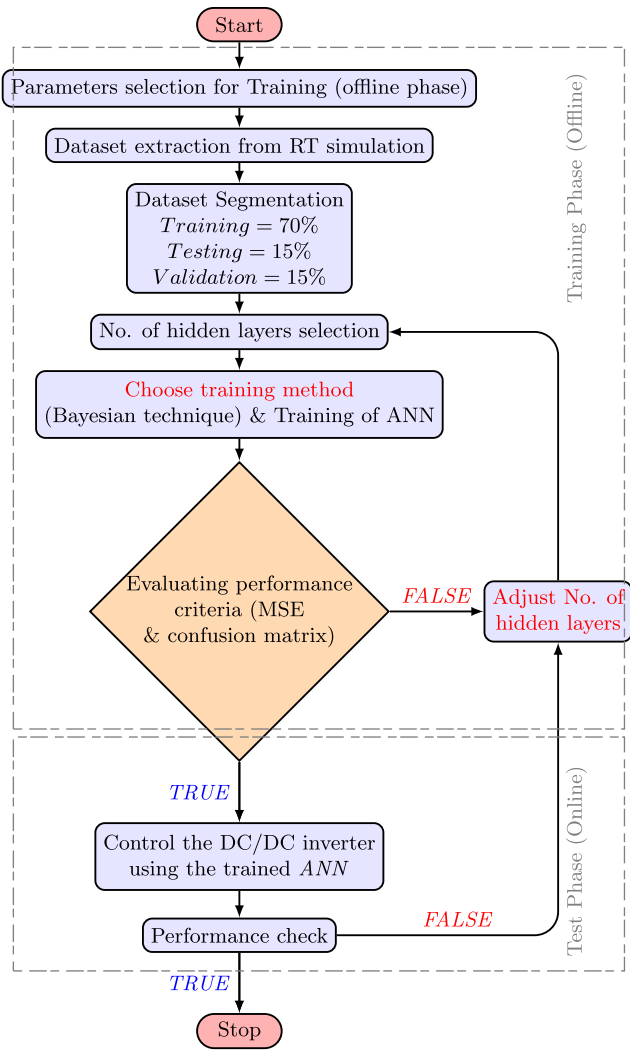 Start
Parameters selection for Training (offline phase)
Dataset extraction from RT simulation
Dataset Segmentation
Training = 70%
Testing = 15%
Validation = 15%
No. of hidden layers selection
Choose training method
(Bayesian technique) & Training of ANN
Evaluating performance
criteria (MSE
& confusion matrix)
FALSE
Adjust No. of
hidden layers
Training Phase (Offline)
TRUE
Control the DC/DC inverter
using the trained ANN
Performance check
FALSE
Test Phase (Online)
TRUE
Stop